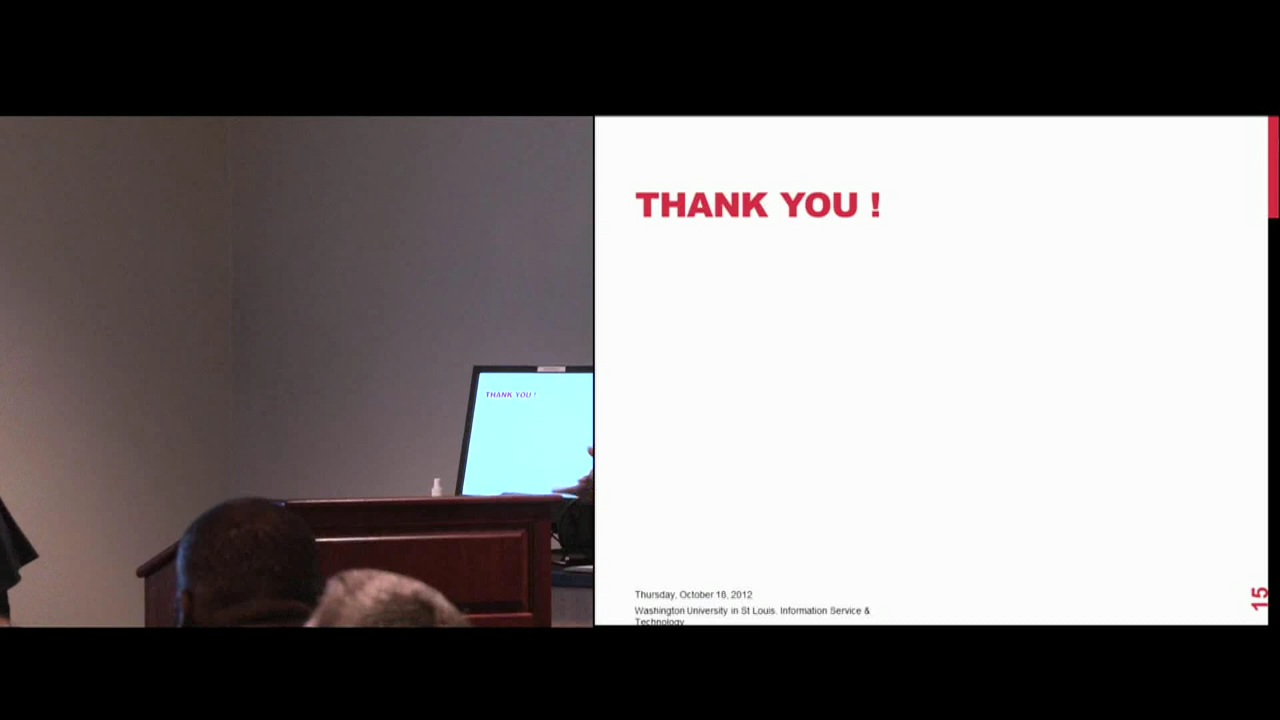 THANK YOU !
THANK YOU !
Thursday, October 18, 2012
Washington University in St Louis. Information Service &
Technology
15